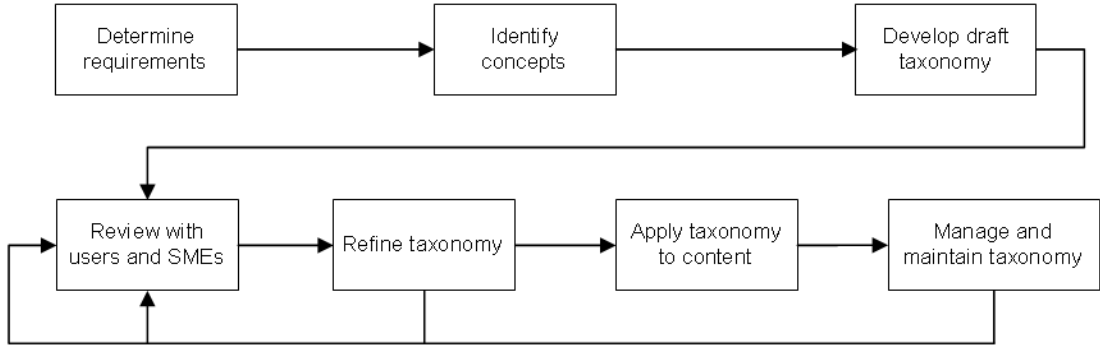 Determine
requirements
Identify
concepts
Develop draft
taxonomy
Review with
users and SMEs
Refine taxonomy
Apply taxonomy
to content
Manage and
maintain taxonomy